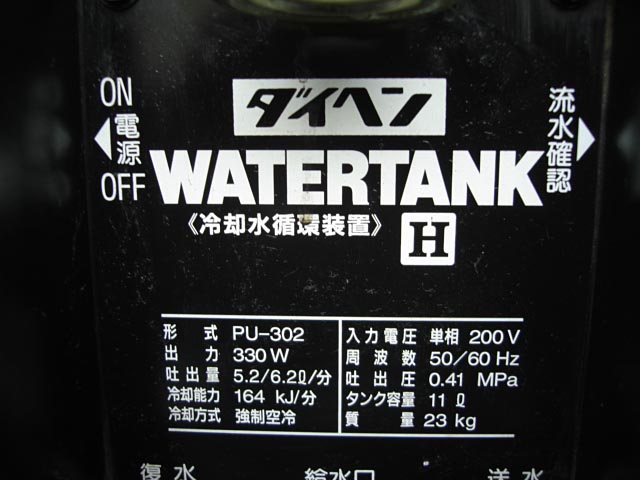 ダイヘン
ON
◀電源
OFF
WATERTANK
流水確認▶
《冷却水循環装置》 H
形式 PU-302
出力 330W
吐出量 5.2/6.2ℓ/分
冷却能力 164 kJ/分
冷却方式 強制空冷
入力電圧 単相 200V
周波数 50/60 Hz
吐出圧 0.41 MPa
タンク容量 11 ℓ
質量 23 kg
復水 給水口 送水